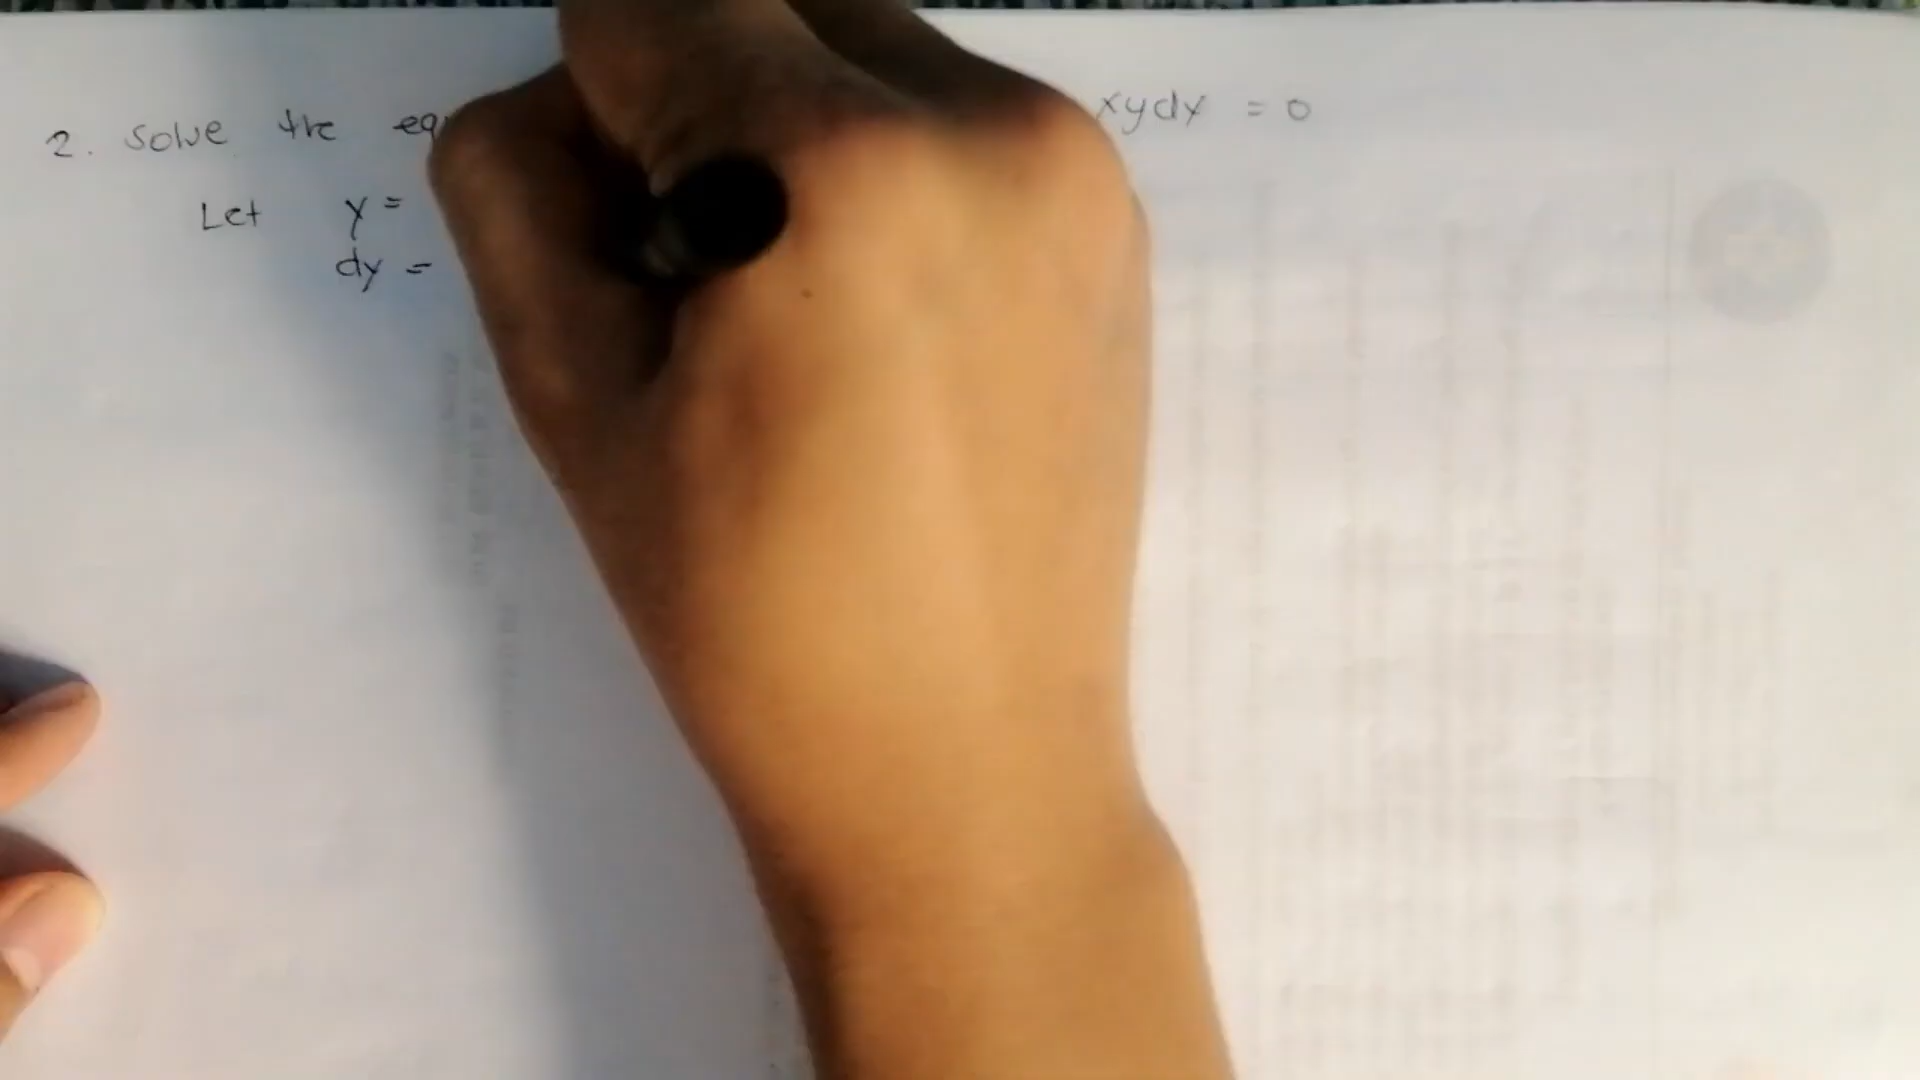 2. Solve the eq xydy = 0
Let y =
dy =